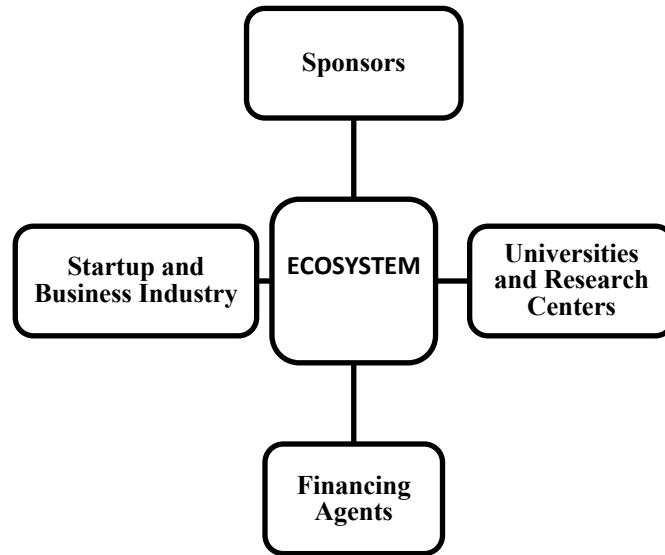 Sponsors
Startup and
Business Industry
ECOSYSTEM
Universities
and Research
Centers
Financing
Agents